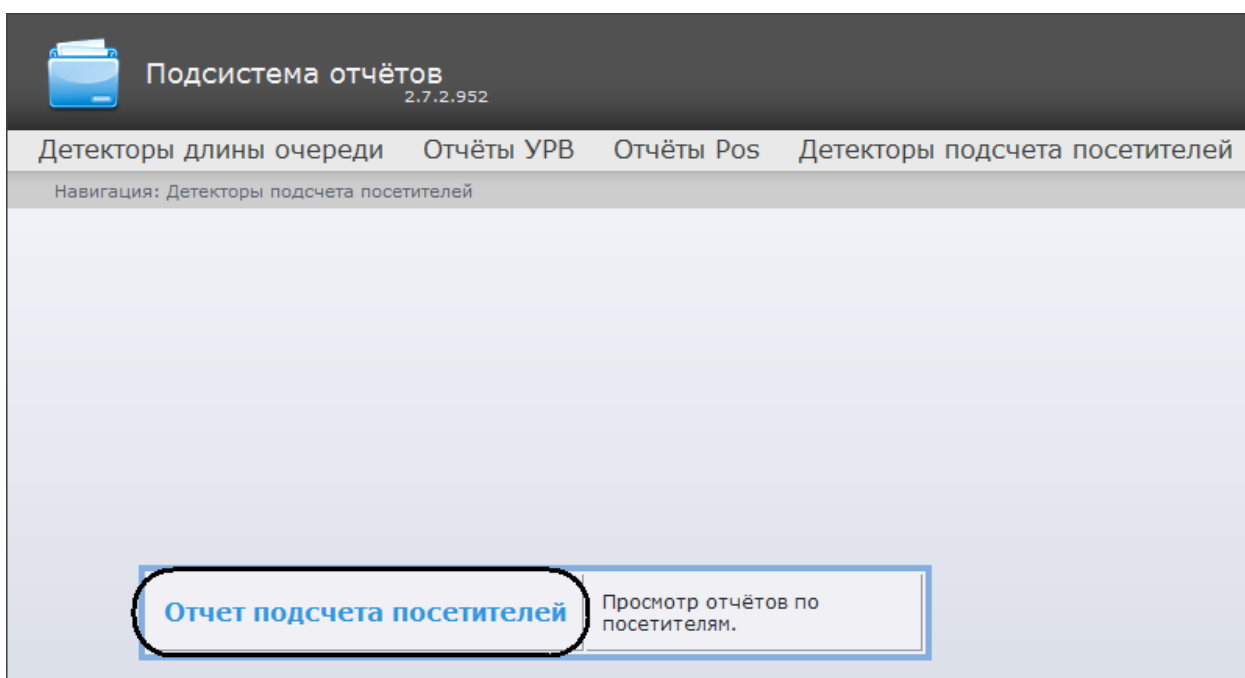 Подсистема отчётов
2.7.2.952
Детекторы длины очереди Отчёты УРВ Отчёты Pos Детекторы подсчета посетителей
Навигация: Детекторы подсчета посетителей
Отчет подсчета посетителей
Просмотр отчётов по
посетителям.